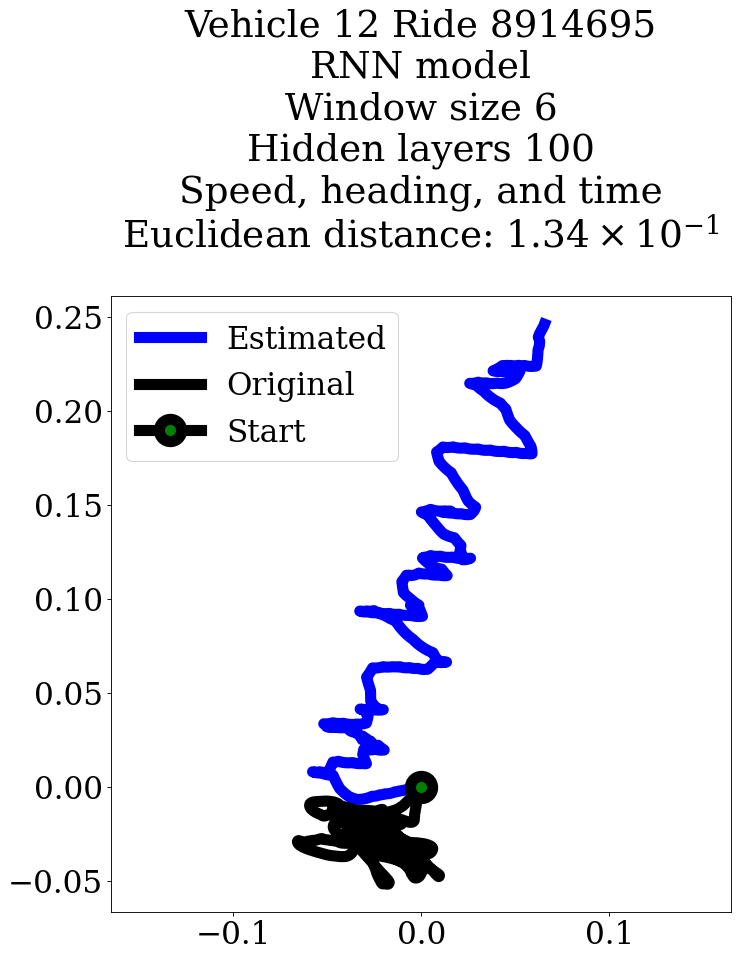 Vehicle 12 Ride 8914695
RNN model
Window size 6
Hidden layers 100
Speed, heading, and time
Euclidean distance: 1.34 × 10⁻¹
Estimated
Original
Start
0.25
0.20
0.15
0.10
0.05
0.00
−0.05
−0.1 0.0 0.1